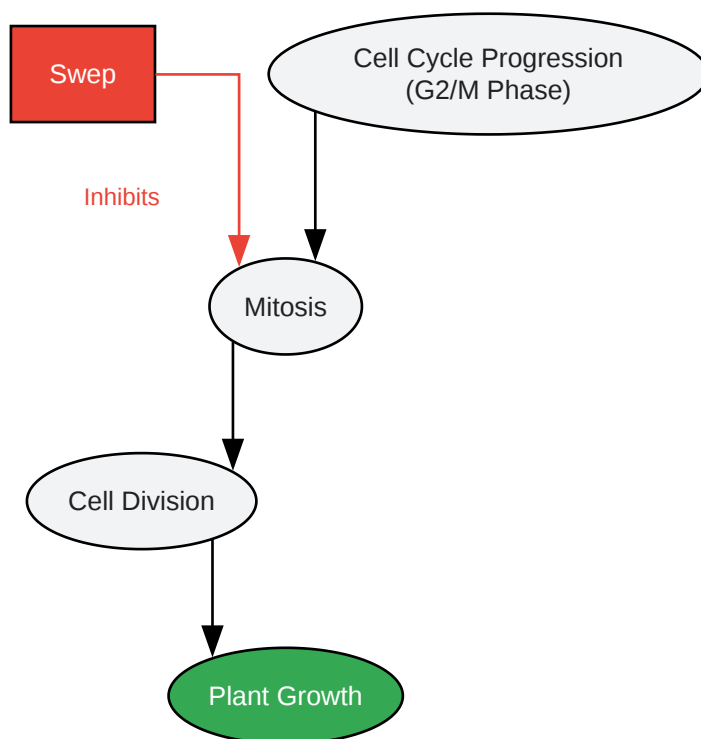 Swep
Cell Cycle Progression
(G2/M Phase)
Inhibits
Mitosis
Cell Division
Plant Growth